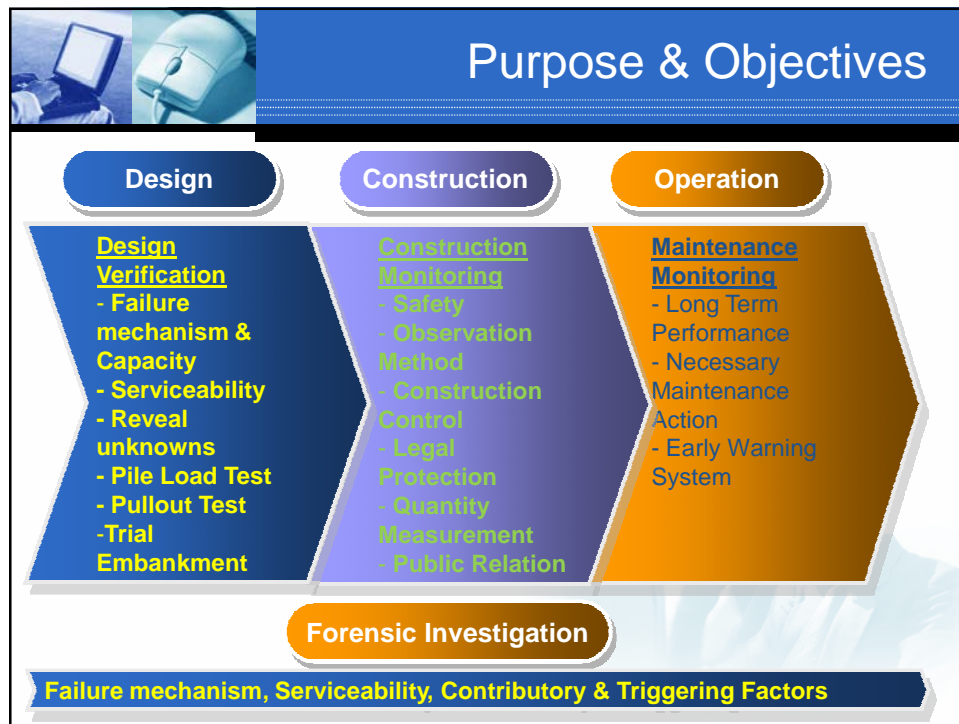 Purpose & Objectives
Design
Construction
Operation
Design
Verification
- Failure
mechanism &
Capacity
- Serviceability
- Reveal
unknowns
- Pile Load Test
- Pullout Test
-Trial
Embankment
Construction
Monitoring
- Safety
- Observation
Method
- Construction
Control
- Legal
Protection
- Quantity
Measurement
- Public Relation
Maintenance
Monitoring
- Long Term
Performance
- Necessary
Maintenance
Action
- Early Warning
System
Forensic Investigation
Failure mechanism, Serviceability, Contributory & Triggering Factors